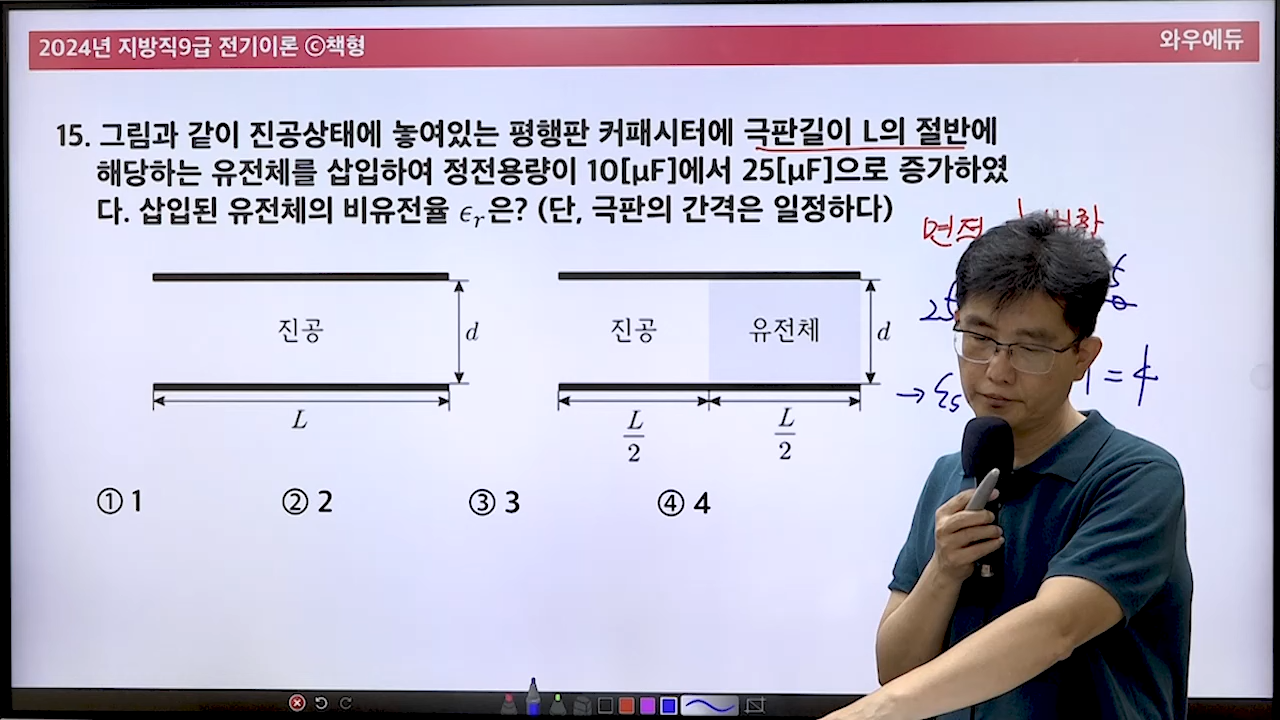 2024년 지방직9급 전기이론 ⓒ책형
와우에듀
15. 그림과 같이 진공상태에 놓여있는 평행판 커패시터에 극판길이 L의 절반에
해당하는 유전체를 삽입하여 정전용량이 10[μF]에서 25[μF]으로 증가하였
다. 삽입된 유전체의 비유전율 ϵr은? (단, 극판의 간격은 일정하다)
면적
25
→ εs
1 = 4
진공
d
L
진공
유전체
d
L/2
L/2
① 1
② 2
③ 3
④ 4